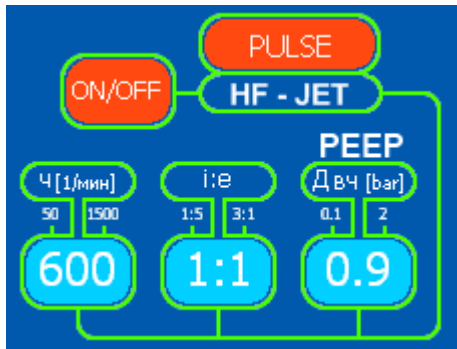 PULSE
ON/OFF
HF - JET
PEEP
Ч[1/мин] i:e Двч [bar]
50 1500 1:5 3:1 0.1 2
600 1:1 0.9